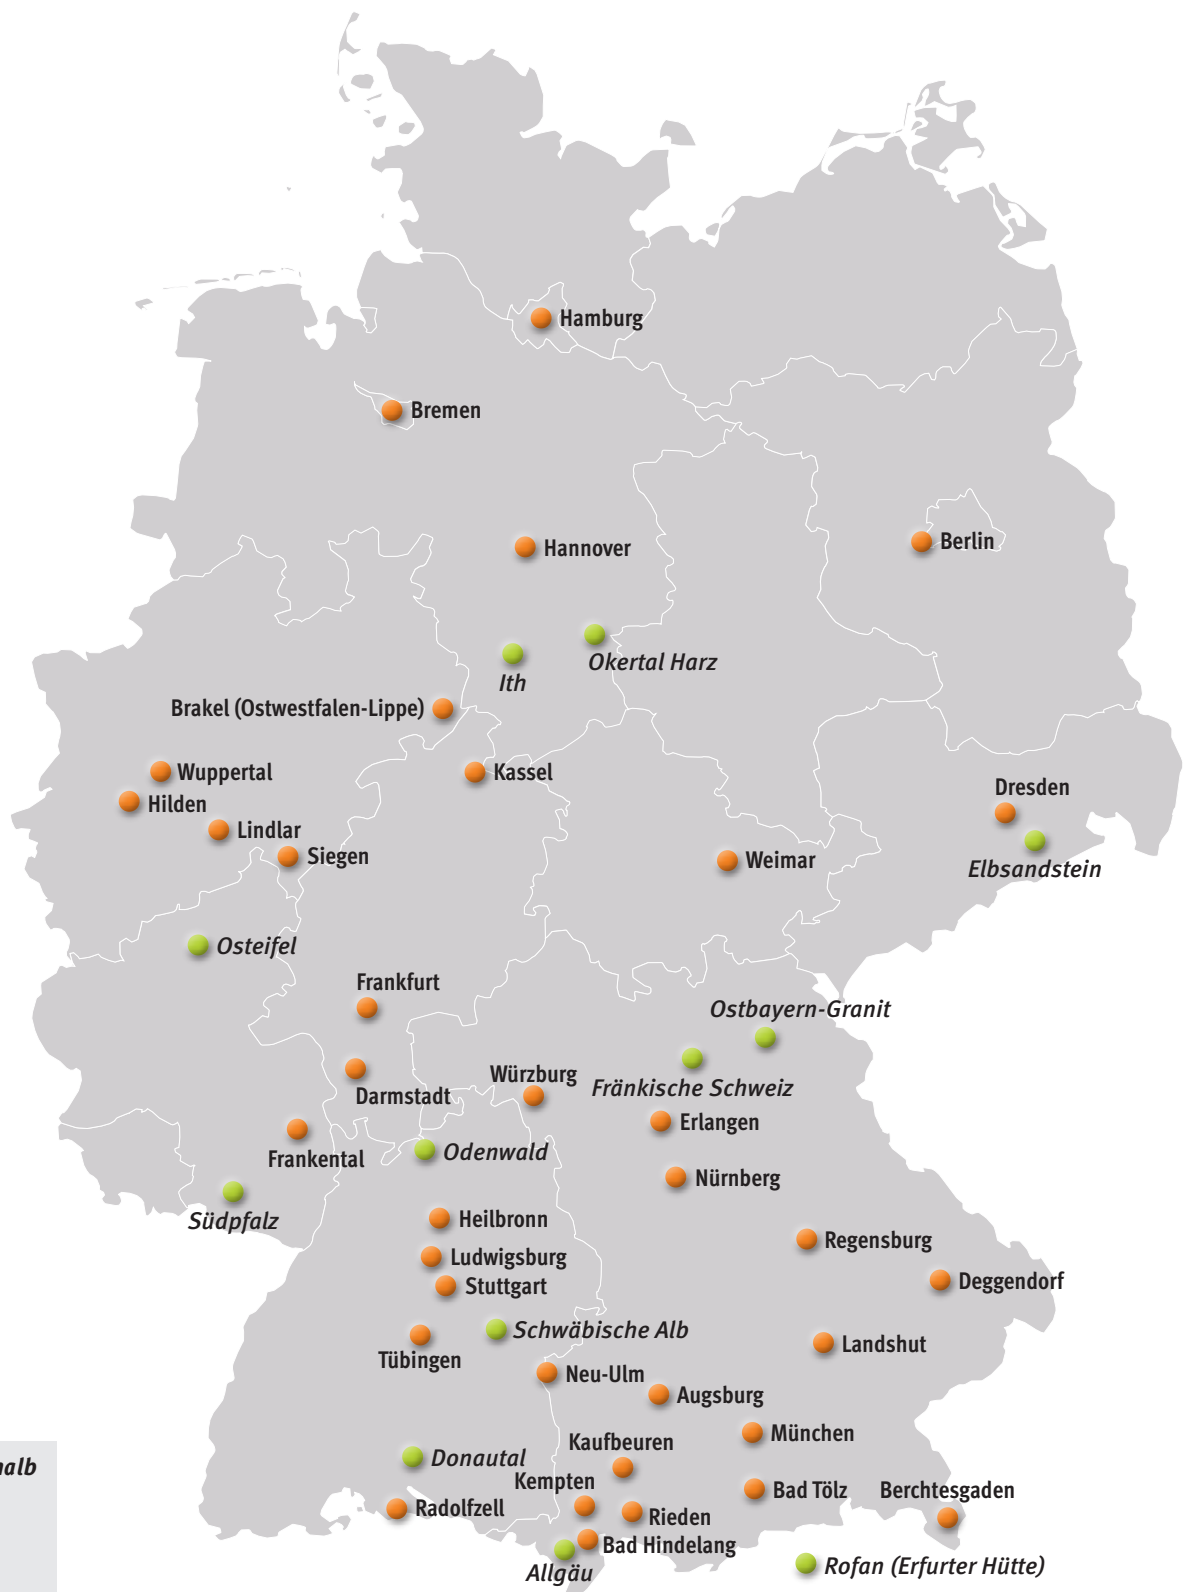 Hamburg
Bremen
Hannover
Berlin
Okertal Harz
Ith
Brakel (Ostwestfalen-Lippe)
Wuppertal
Kassel
Dresden
Hilden
Lindlar
Siegen
Weimar
Elbsandstein
Osteifel
Frankfurt
Ostbayern-Granit
Würzburg
Fränkische Schweiz
Darmstadt
Erlangen
Frankental
Odenwald
Nürnberg
Südpfalz
Heilbronn
Regensburg
Ludwigsburg
Deggendorf
Stuttgart
Schwäbische Alb
Landshut
Tübingen
Neu-Ulm
Augsburg
München
Kaufbeuren
Donautal
Kempten
Bad Tölz
Berchtesgaden
Radolfzell
Rieden
Bad Hindelang
Rofan (Erfurter Hütte)
Allgäu